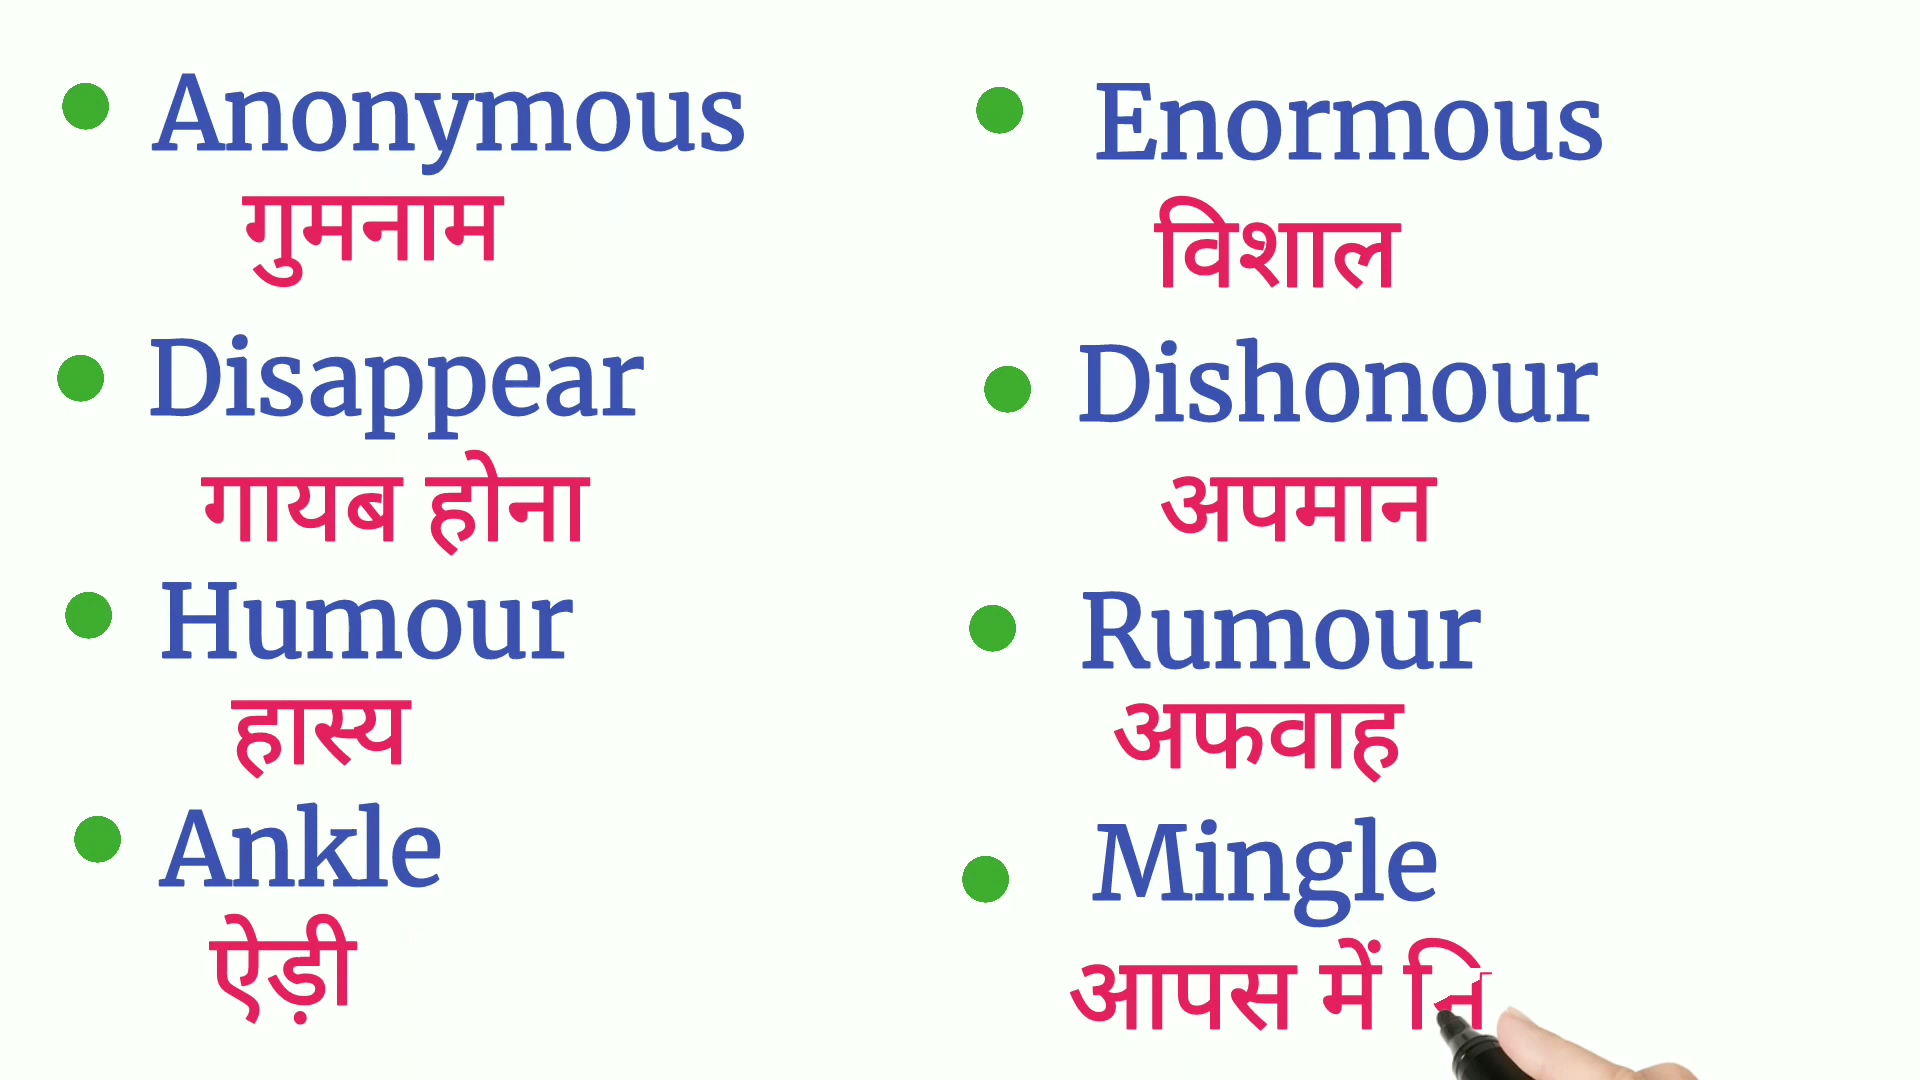 Anonymous
गुमनाम
Disappear
गायब होना
Humour
हास्य
Ankle
ऐड़ी
Enormous
विशाल
Dishonour
अपमान
Rumour
अफवाह
Mingle
आपस में